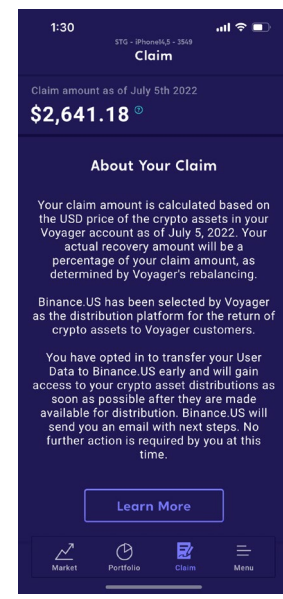 1:30
STG - iPhone14,5 - 3549
Claim
Claim amount as of July 5th 2022
$2,641.18 ?
About Your Claim
Your claim amount is calculated based on
the USD price of the crypto assets in your
Voyager account as of July 5, 2022. Your
actual recovery amount will be a
percentage of your claim amount, as
determined by Voyager's rebalancing.
Binance.US has been selected by Voyager
as the distribution platform for the return of
crypto assets to Voyager customers.
You have opted in to transfer your User
Data to Binance.US early and will gain
access to your crypto asset distributions as
soon as possible after they are made
available for distribution. Binance.US will
send you an email with next steps. No
further action is required by you at this
time.
Learn More
Market Portfolio Claim Menu